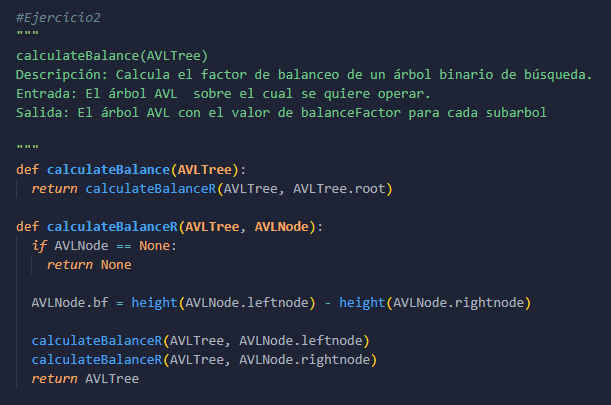 #Ejercicio2
"""
calculateBalance(AVLTree)
Descripción: Calcula el factor de balanceo de un árbol binario de búsqueda.
Entrada: El árbol AVL  sobre el cual se quiere operar.
Salida: El árbol AVL con el valor de balanceFactor para cada subarbol

"""
def calculateBalance(AVLTree):
  return calculateBalanceR(AVLTree, AVLTree.root)

def calculateBalanceR(AVLTree, AVLNode):
  if AVLNode == None:
    return None

  AVLNode.bf = height(AVLNode.leftnode) - height(AVLNode.rightnode)

  calculateBalanceR(AVLTree, AVLNode.leftnode)
  calculateBalanceR(AVLTree, AVLNode.rightnode)
  return AVLTree